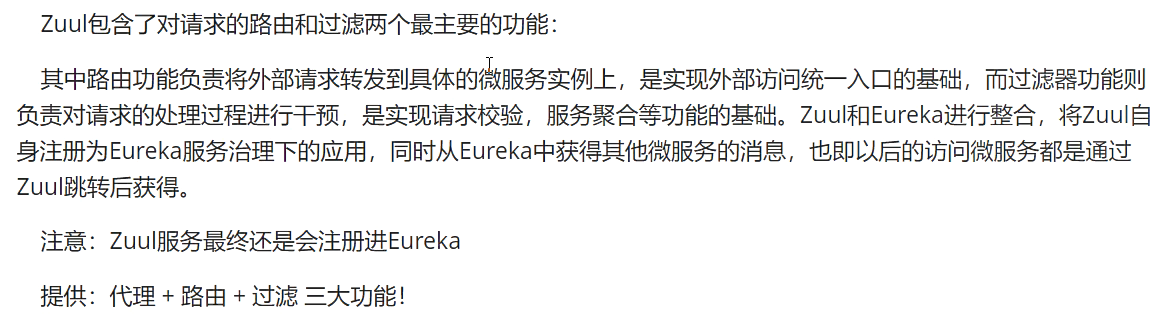 Zuul包含了对请求的路由和过滤两个最主要的功能：
其中路由功能负责将外部请求转发到具体的微服务实例上，是实现外部访问统一入口的基础，而过滤器功能则
负责对请求的处理过程进行干预，是实现请求校验，服务聚合等功能的基础。Zuul和Eureka进行整合，将Zuul自
身注册为Eureka服务治理下的应用，同时从Eureka中获得其他微服务的消息，也即以后的访问微服务都是通过
Zuul跳转后获得。
注意：Zuul服务最终还是会注册进Eureka
提供：代理 + 路由 + 过滤 三大功能！